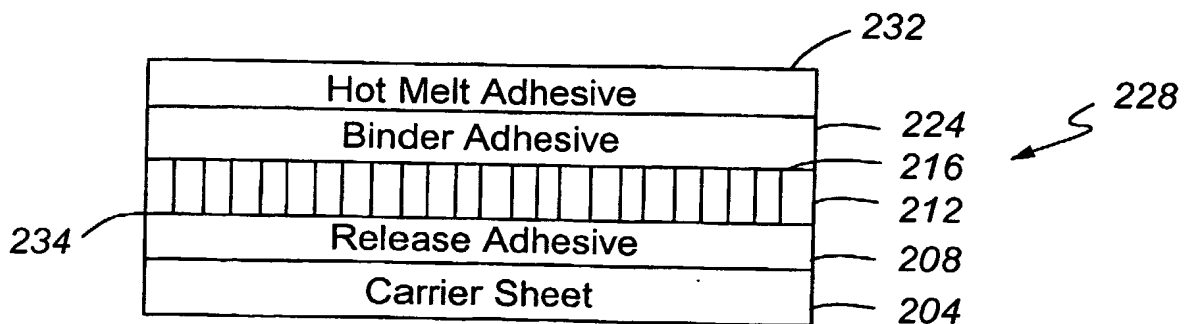 232
Hot Melt Adhesive
228
Binder Adhesive
224
216
212
234
Release Adhesive
208
Carrier Sheet
204